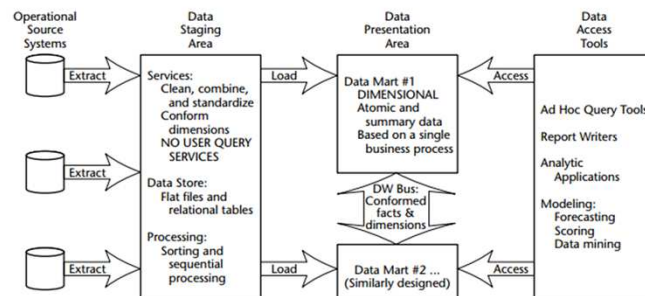 Operational
Source
Systems
Data
Staging
Area
Data
Presentation
Area
Data
Access
Tools
Extract
Extract
Extract
Services:
Clean, combine,
and standardize
Conform
dimensions
NO USER QUERY
SERVICES
Data Store:
Flat files and
relational tables
Processing:
Sorting and
sequential
processing
Load
Load
Data Mart #1
DIMENSIONAL
Atomic and
summary data
Based on a single
business process
DW Bus:
Conformed
facts &
dimensions
Data Mart #2 ...
(Similarly designed)
Access
Access
Ad Hoc Query Tools
Report Writers
Analytic
Applications
Modeling:
Forecasting
Scoring
Data mining